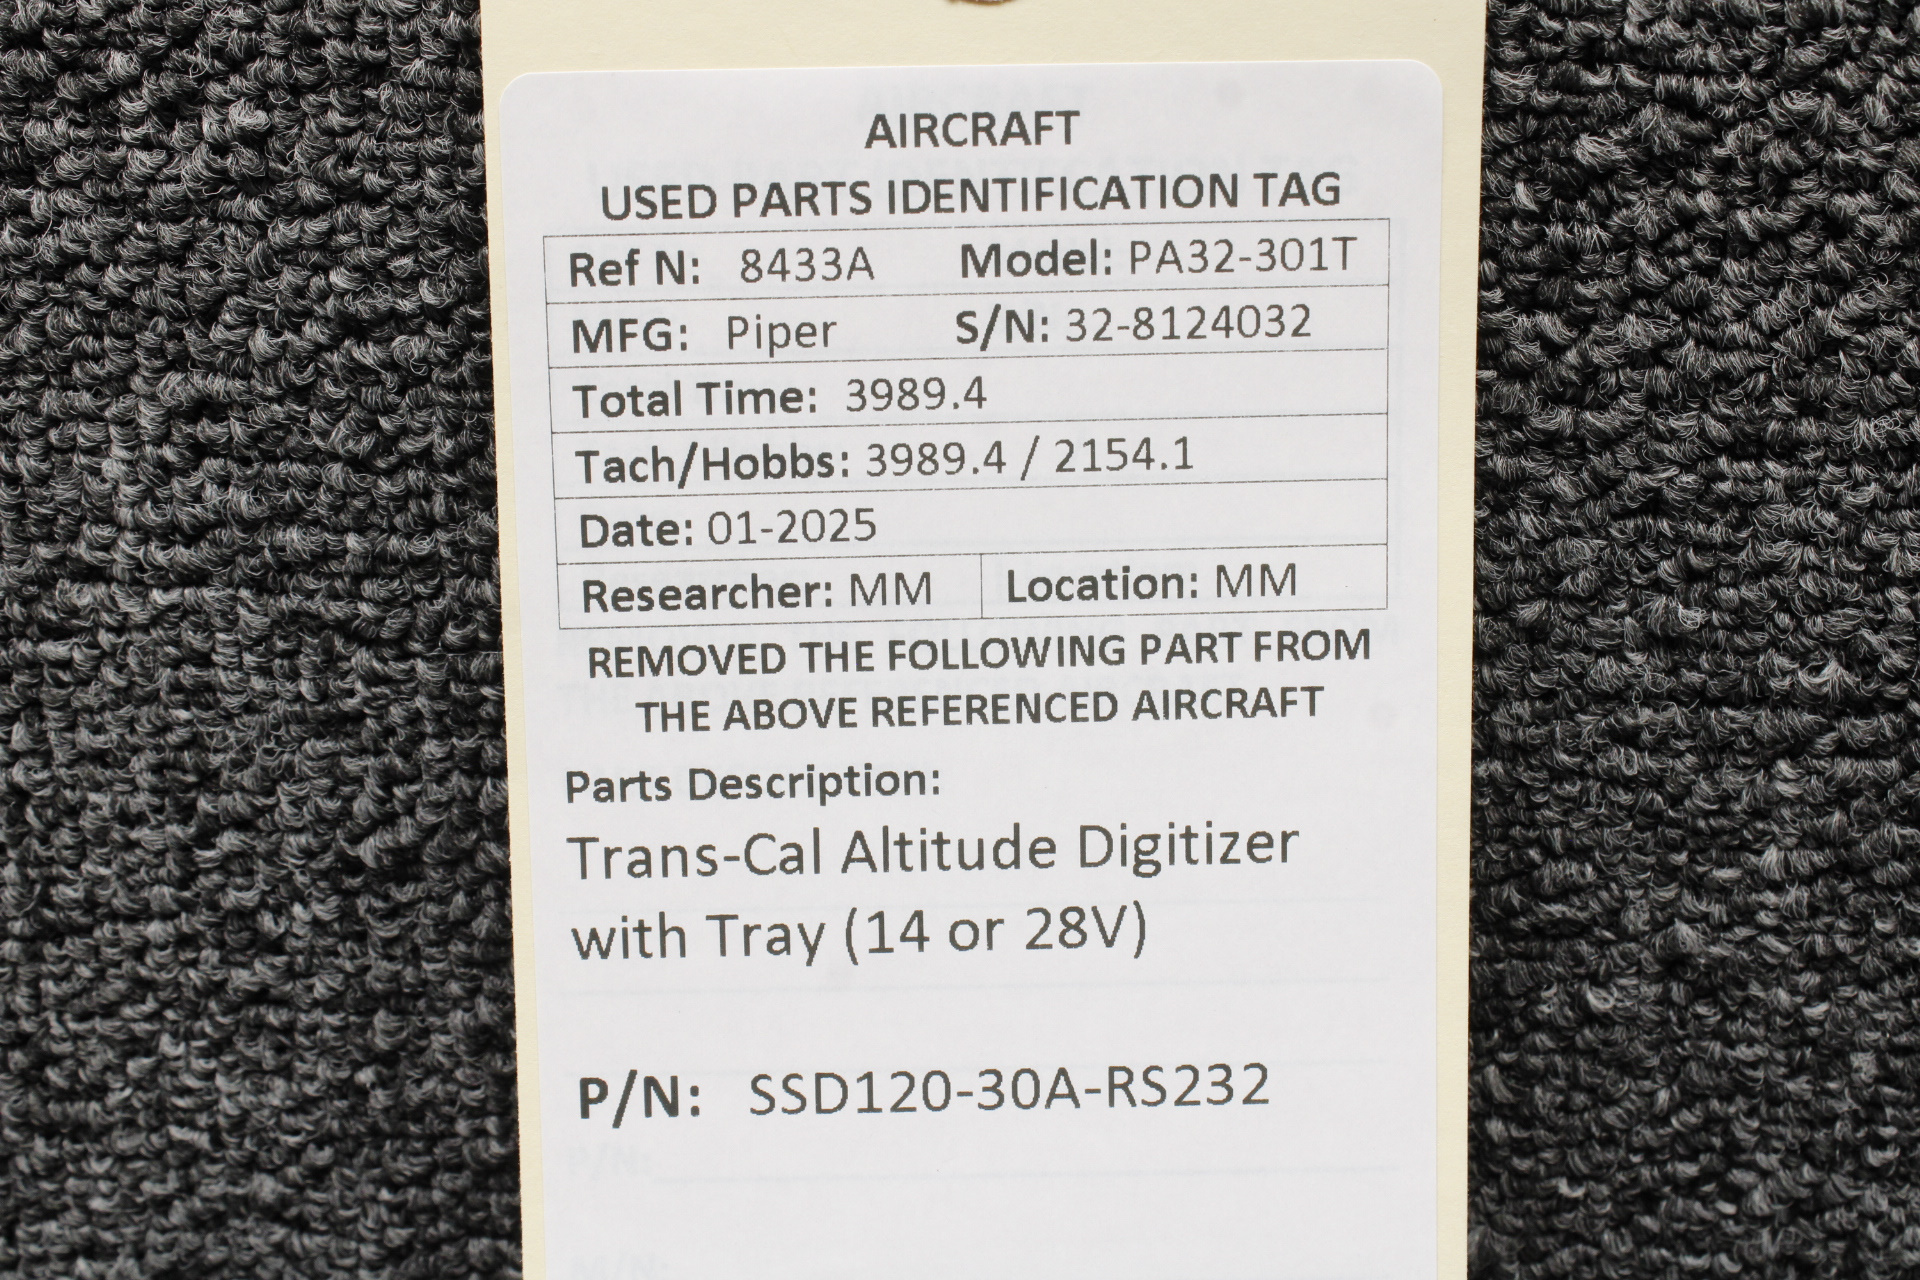 AIRCRAFT
USED PARTS IDENTIFICATION TAG
Ref N: 8433A Model: PA32-301T
MFG: Piper S/N: 32-8124032
Total Time: 3989.4
Tach/Hobbs: 3989.4 / 2154.1
Date: 01-2025
Researcher: MM Location: MM
REMOVED THE FOLLOWING PART FROM
THE ABOVE REFERENCED AIRCRAFT
Parts Description:
Trans-Cal Altitude Digitizer
with Tray (14 or 28V)
P/N: SSD120-30A-RS232
P/N:
M/N: